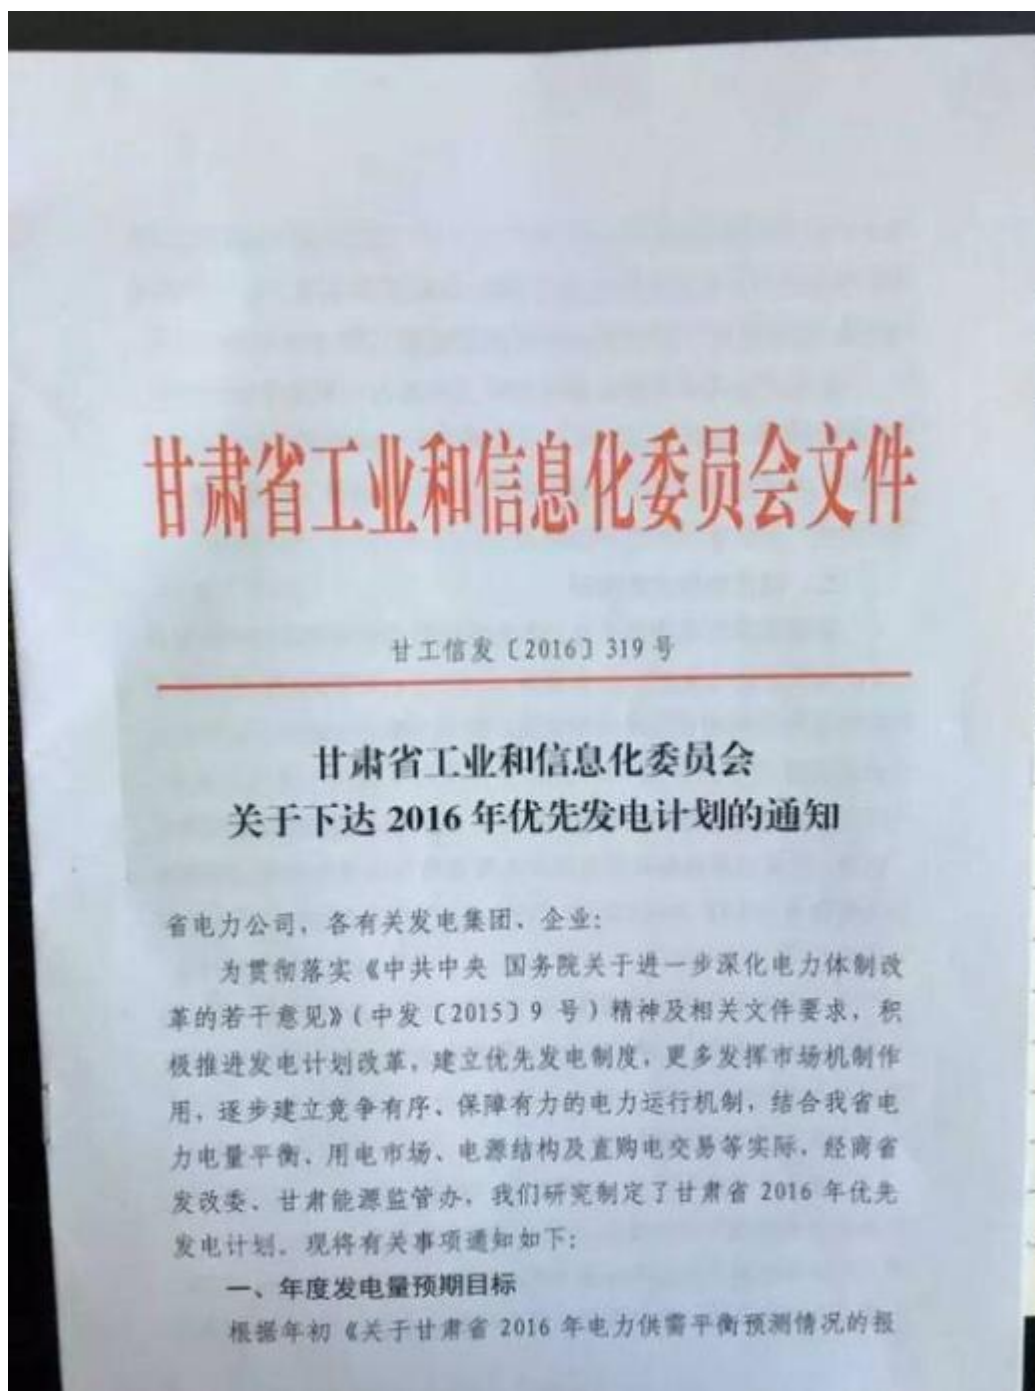 甘肃省工业和信息化委员会文件
甘工信发〔2016〕319号
甘肃省工业和信息化委员会
关于下达 2016 年优先发电计划的通知
省电力公司，各有关发电集团、企业：
为贯彻落实《中共中央 国务院关于进一步深化电力体制改
革的若干意见》（中发〔2015〕9 号）精神及相关文件要求，积
极推进发电计划改革，建立优先发电制度，更多发挥市场机制作
用，逐步建立竞争有序、保障有力的电力运行机制，结合我省电
力电量平衡、用电市场、电源结构及直购电交易等实际，经商省
发改委、甘肃能源监管办，我们研究制定了甘肃省 2016 年优先
发电计划。现将有关事项通知如下：
一、年度发电量预期目标
根据年初《关于甘肃省 2016 年电力供需平衡预测情况的报